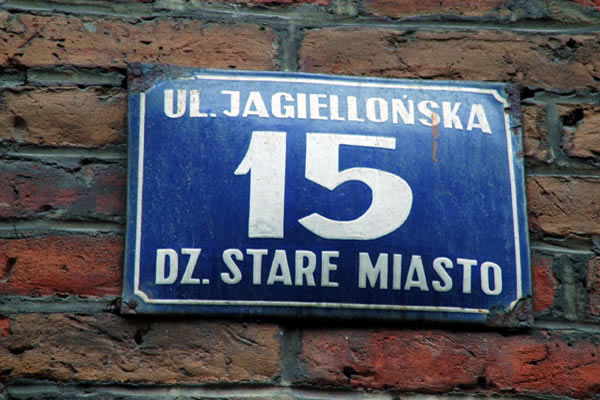 UL. JAGIELLOŃSKA
15
DZ. STARE MIASTO